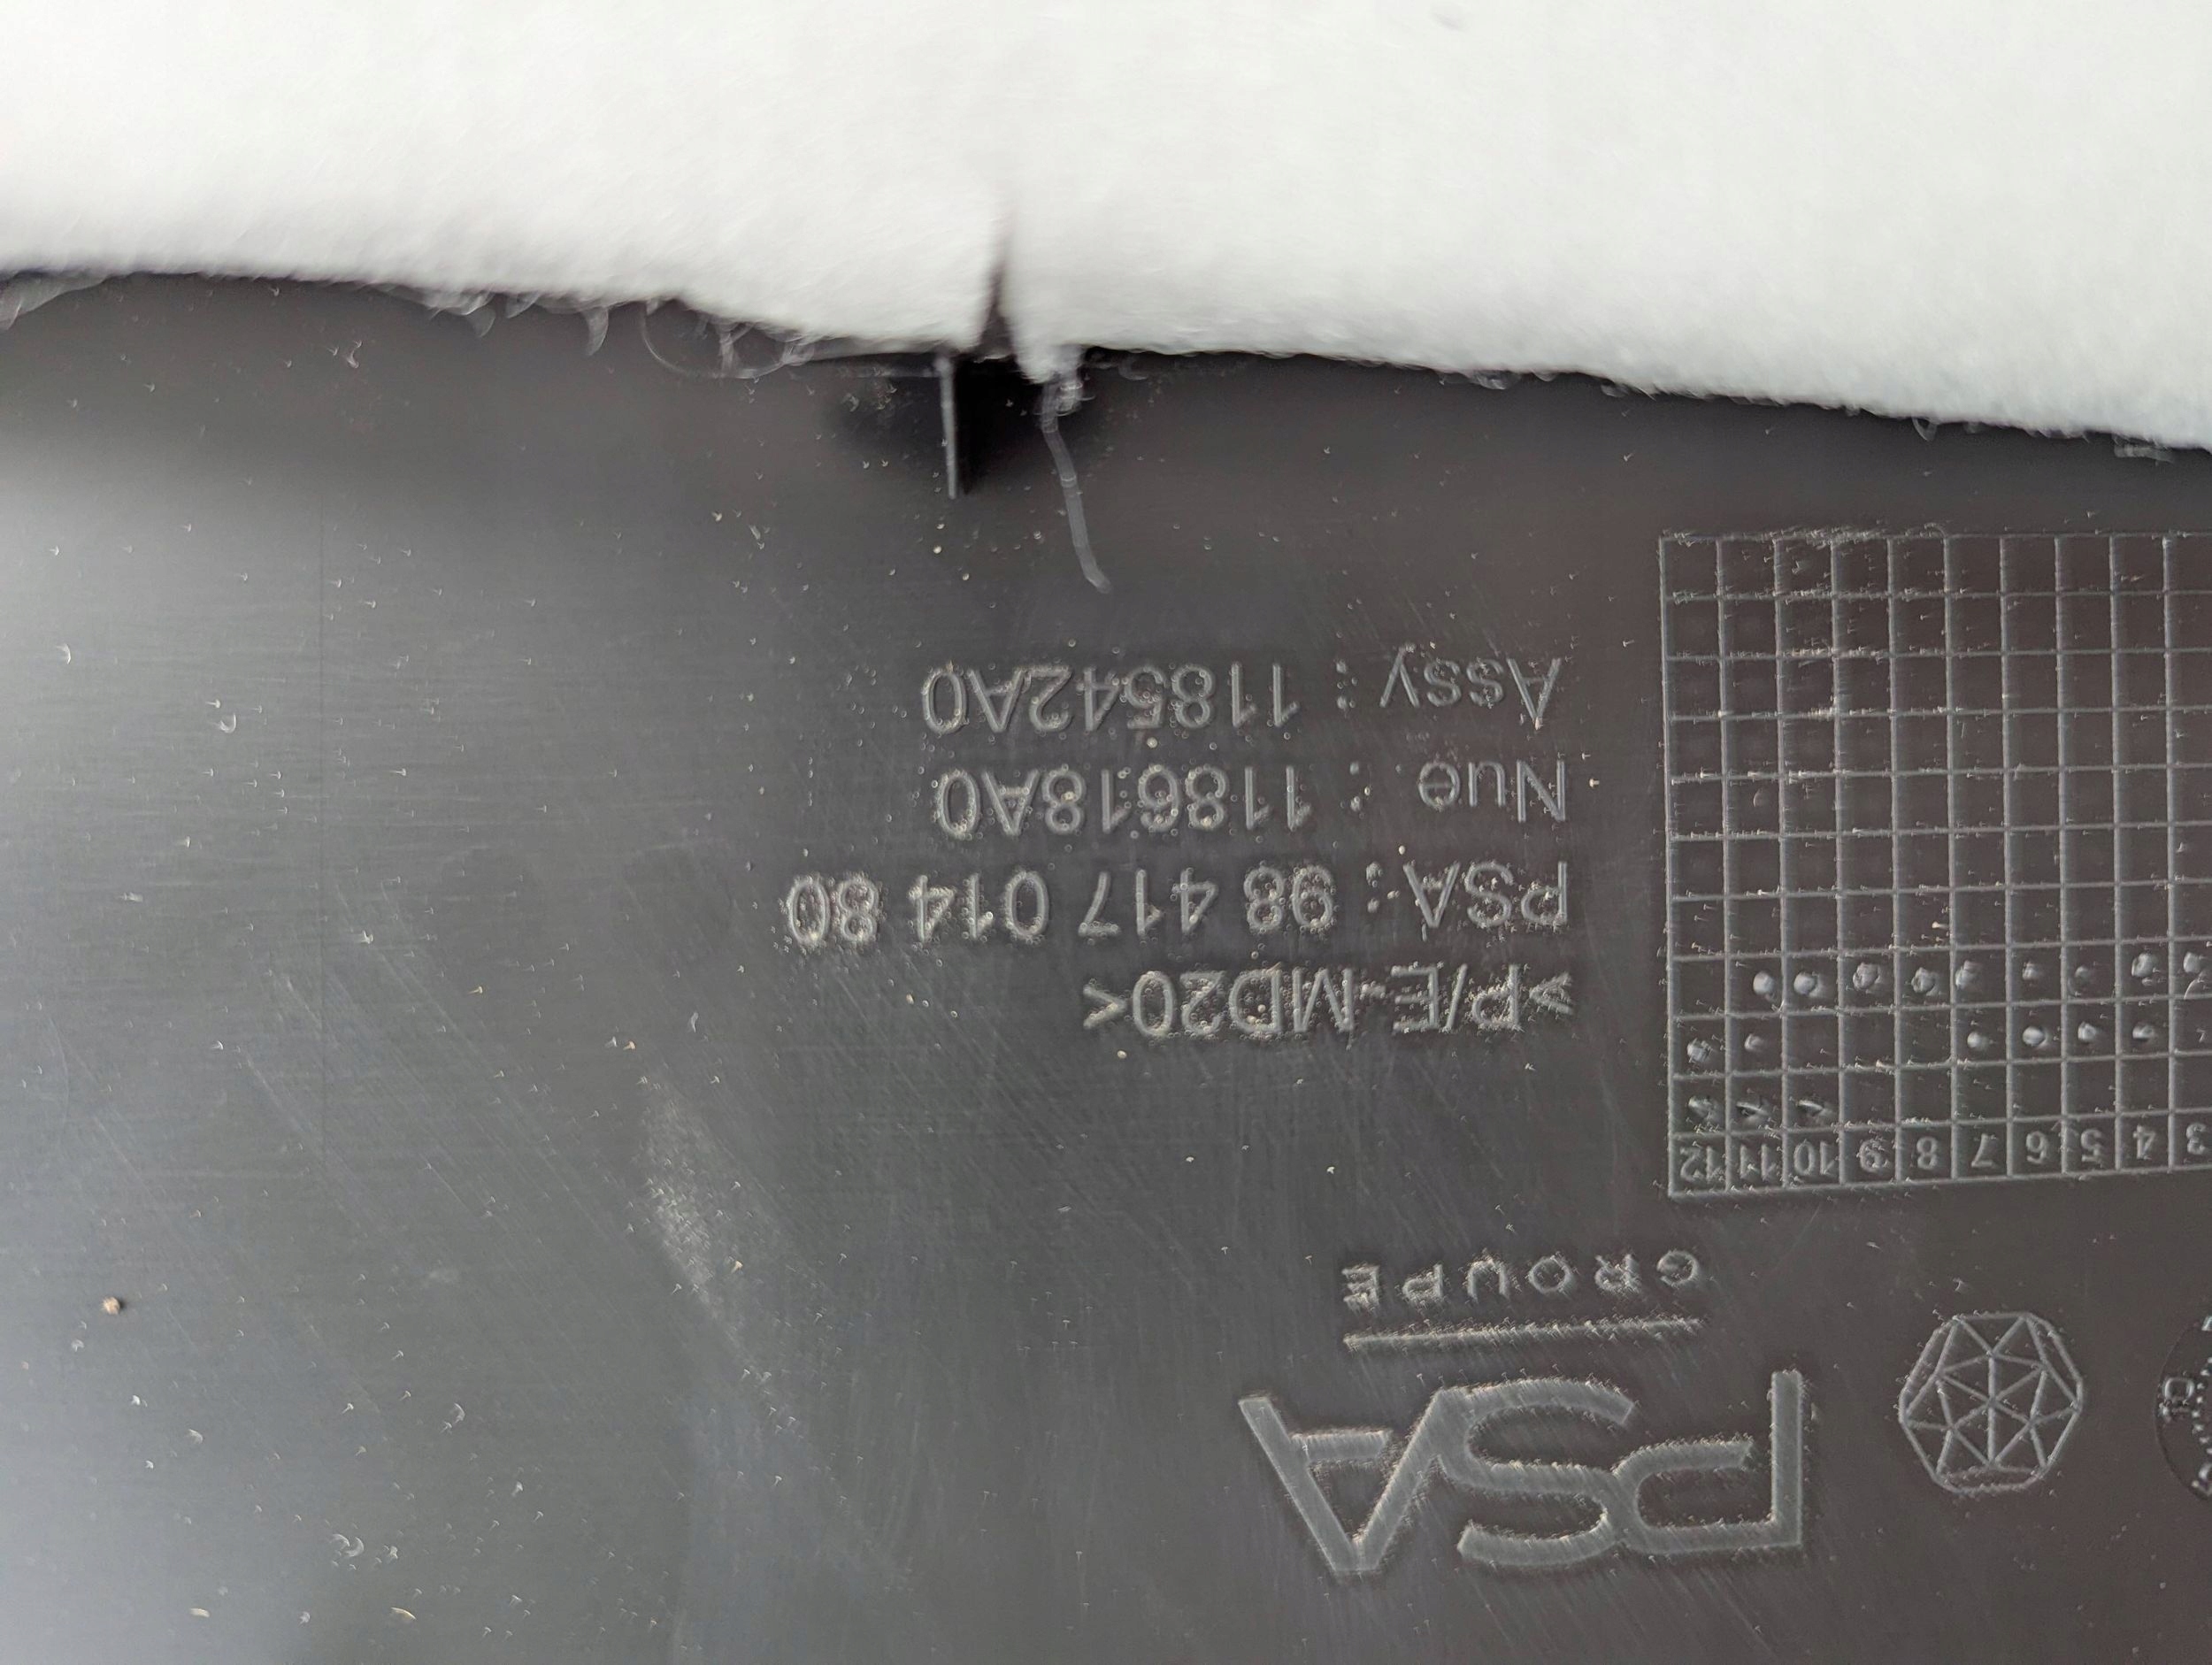 PSA
GROUPE
3 4 5 6 7 8 9 10 11 12
>P/E-MD20<
PSA : 98 417 014 80
Nue : 118618A0
Assy : 118542A0